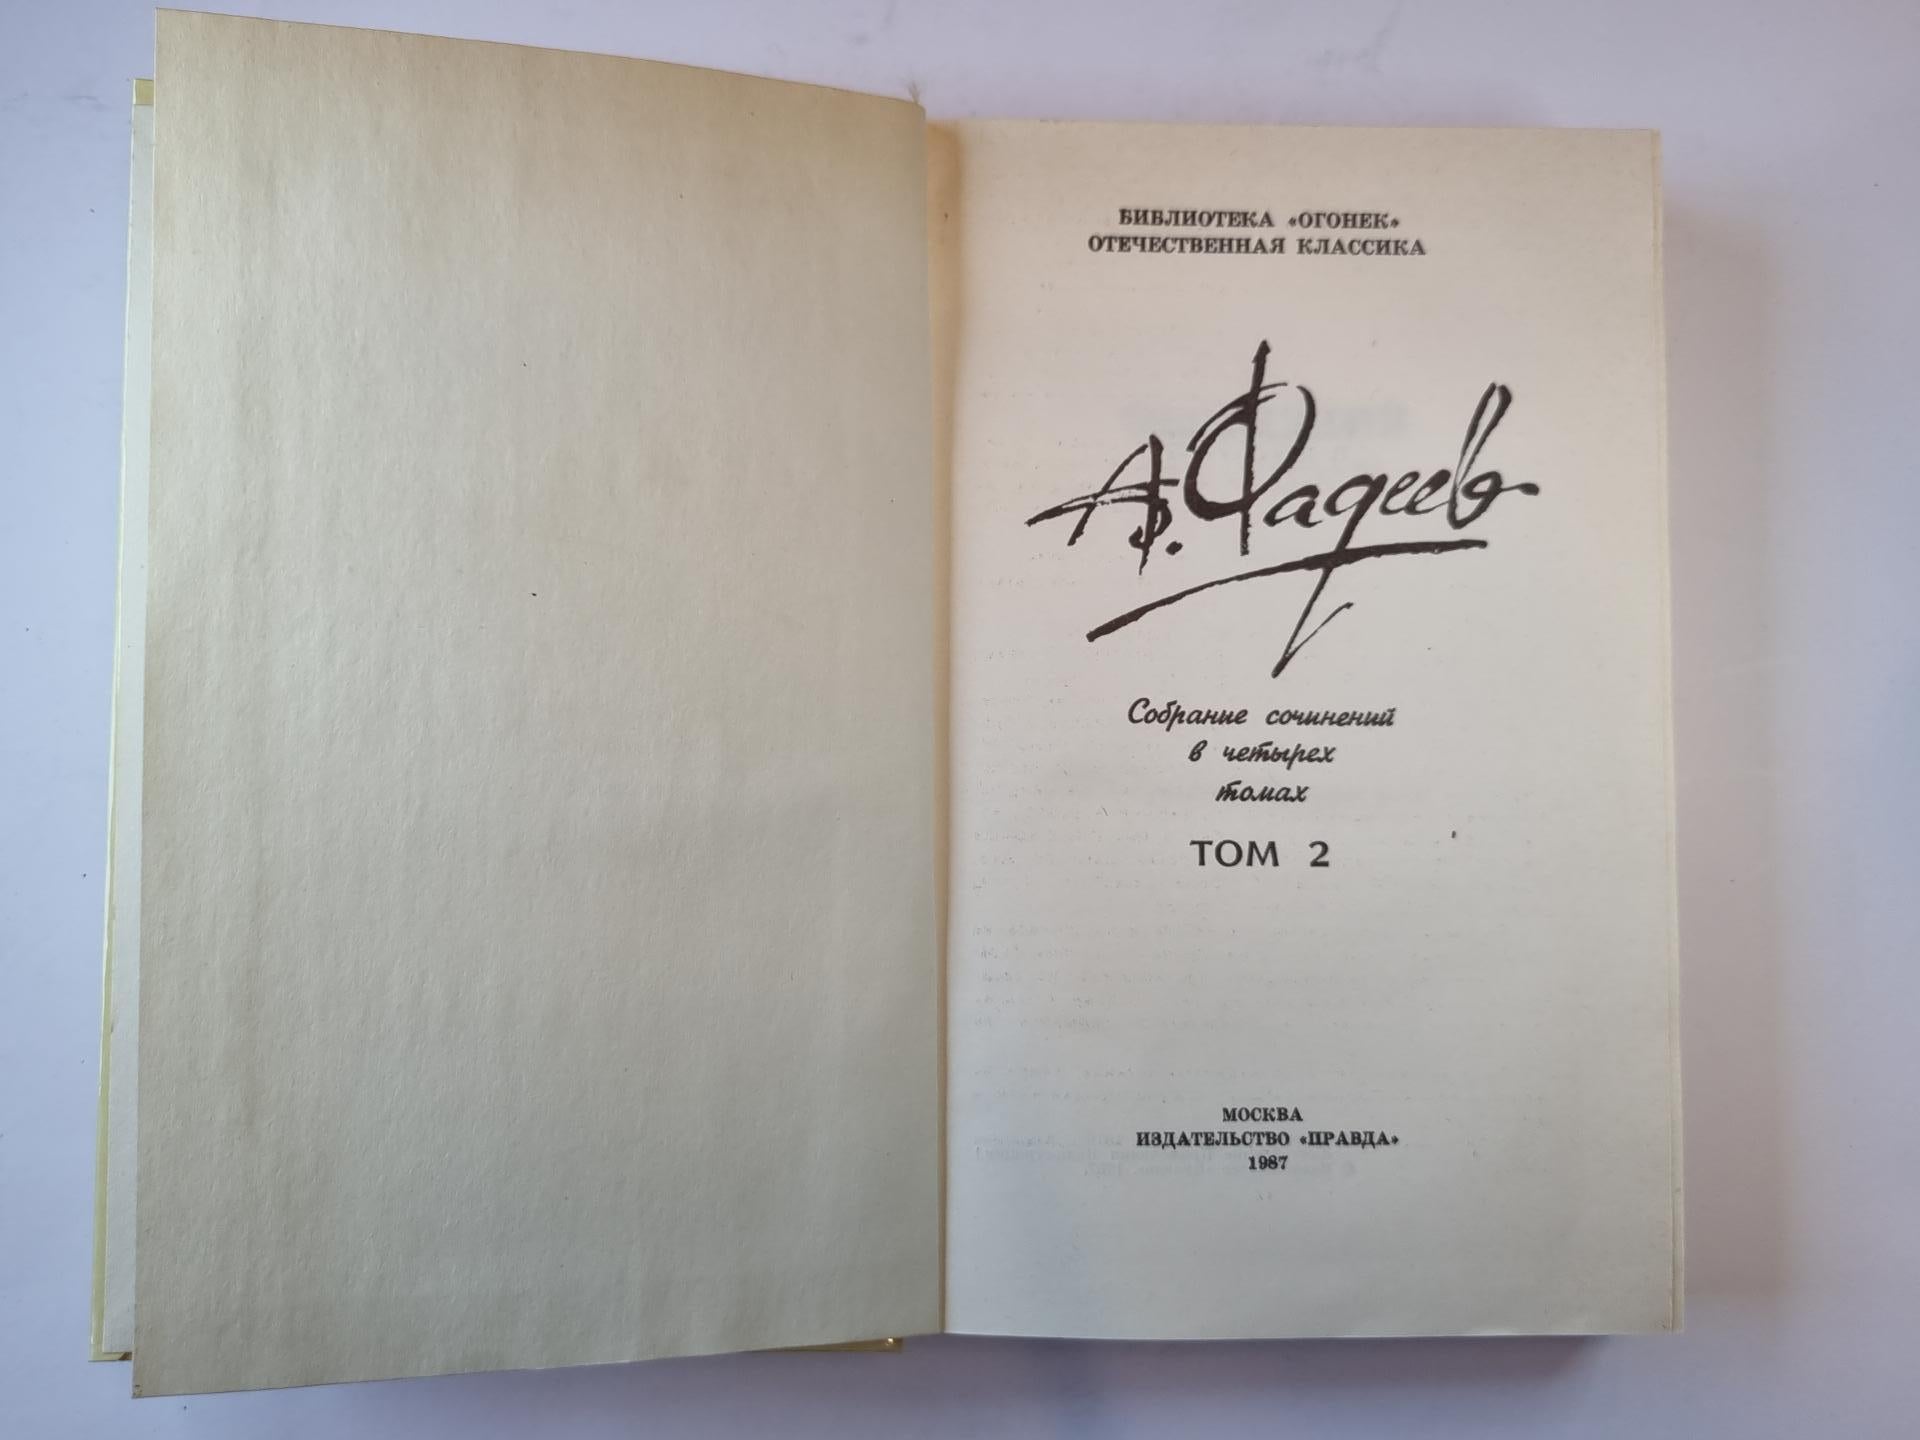 БИБЛИОТЕКА «ОГОНЕК»
ОТЕЧЕСТВЕННАЯ КЛАССИКА
А. Фадеев
Собрание сочинений
в четырех
томах
ТОМ 2
МОСКВА
ИЗДАТЕЛЬСТВО «ПРАВДА»
1987